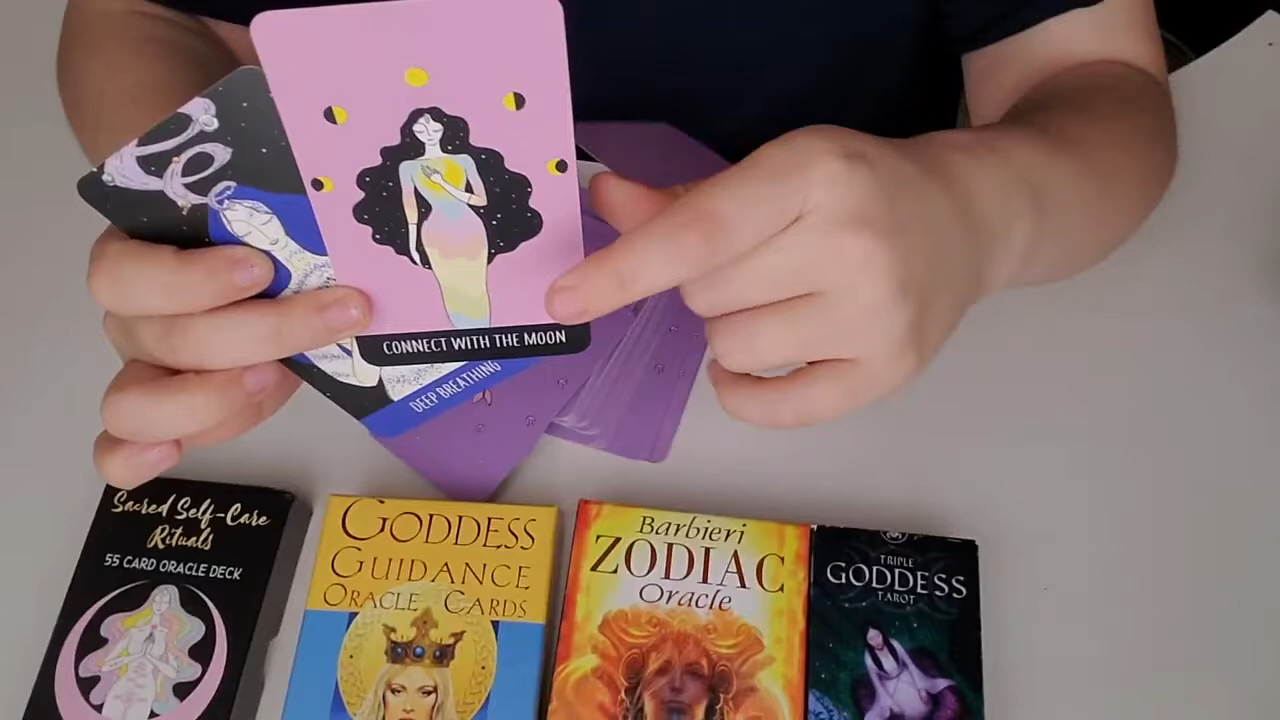 CONNECT WITH THE MOON
DEEP BREATHING
Sacred Self-Care
Rituals
55 CARD ORACLE DECK
GODDESS
GUIDANCE
ORACLE CARDS
Barbieri
ZODIAC
Oracle
TRIPLE
GODDESS
TAROT